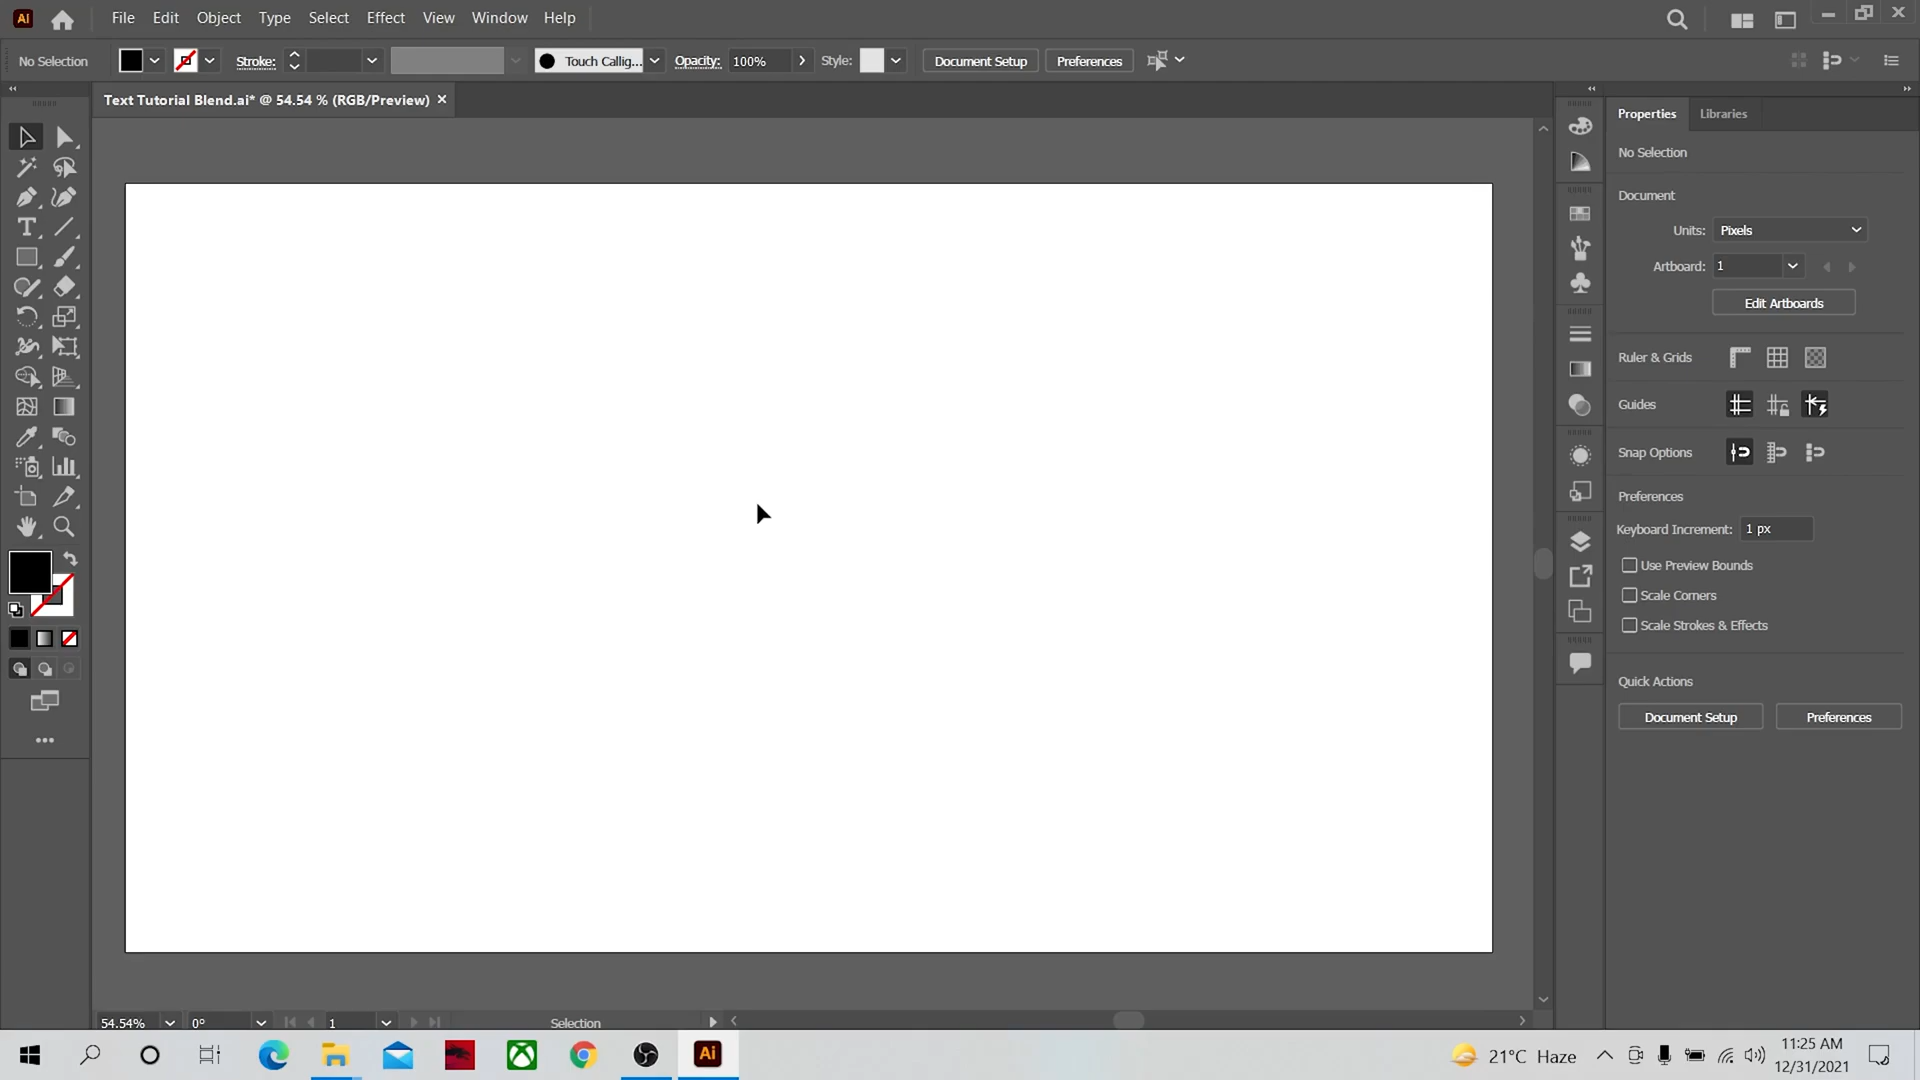 Ai File Edit Object Type Select Effect View Window Help
No Selection Stroke: Touch Callig... Opacity: 100% Style: Document Setup Preferences
Text Tutorial Blend.ai* @ 54.54 % (RGB/Preview)
Properties Libraries
No Selection
Document
Units: Pixels
Artboard: 1
Edit Artboards
Ruler & Grids
Guides
Snap Options
Preferences
Keyboard Increment: 1 px
Use Preview Bounds
Scale Corners
Scale Strokes & Effects
Quick Actions
Document Setup Preferences
54.54% 0° 1 Selection
Ai 21°C Haze 11:25 AM
12/31/2021